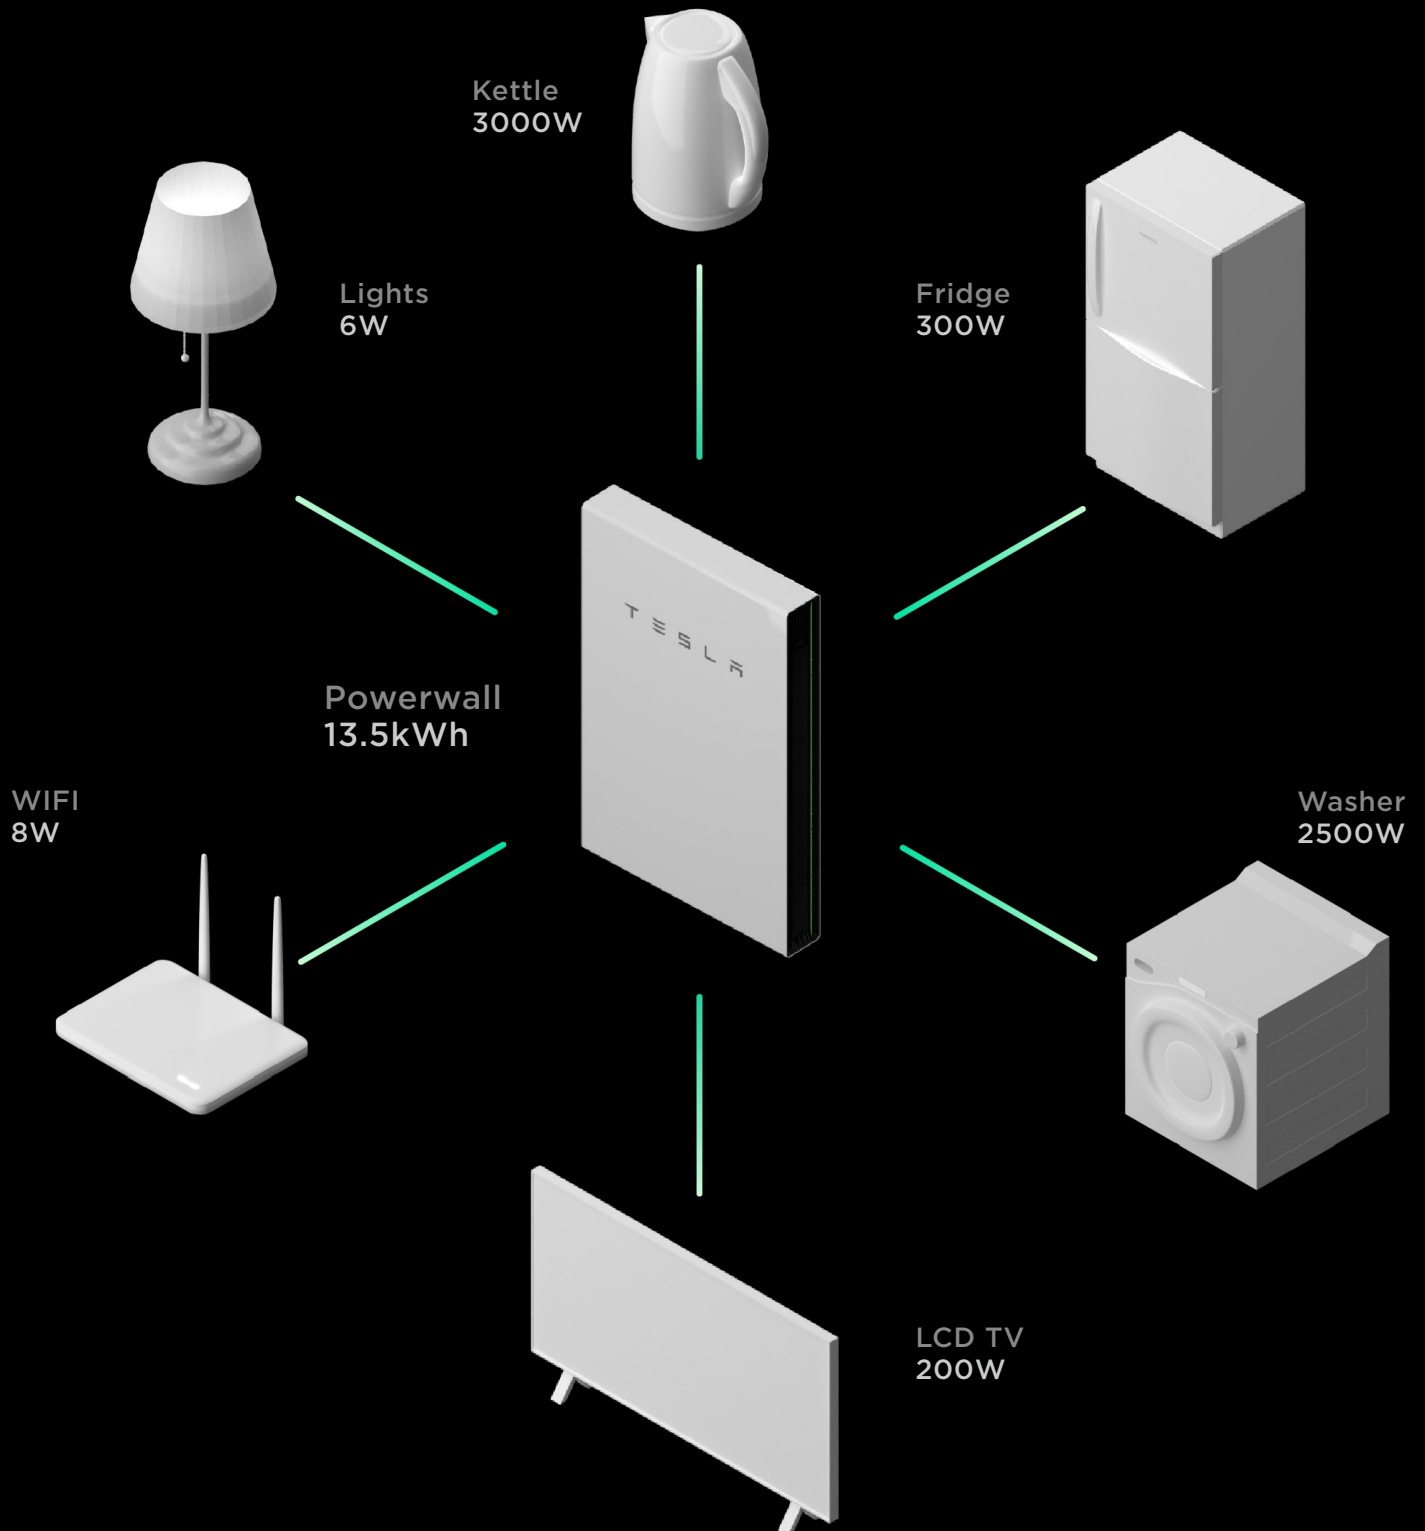 Kettle
3000W
Lights
6W
Fridge
300W
TESLA
Powerwall
13.5kWh
WIFI
8W
Washer
2500W
LCD TV
200W